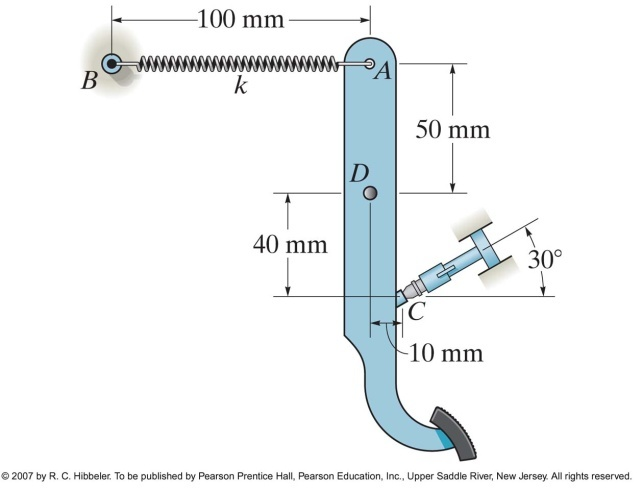 100 mm
B
k
A
50 mm
D
40 mm
30°
C
10 mm
© 2007 by R. C. Hibbeler. To be published by Pearson Prentice Hall, Pearson Education, Inc., Upper Saddle River, New Jersey. All rights reserved.